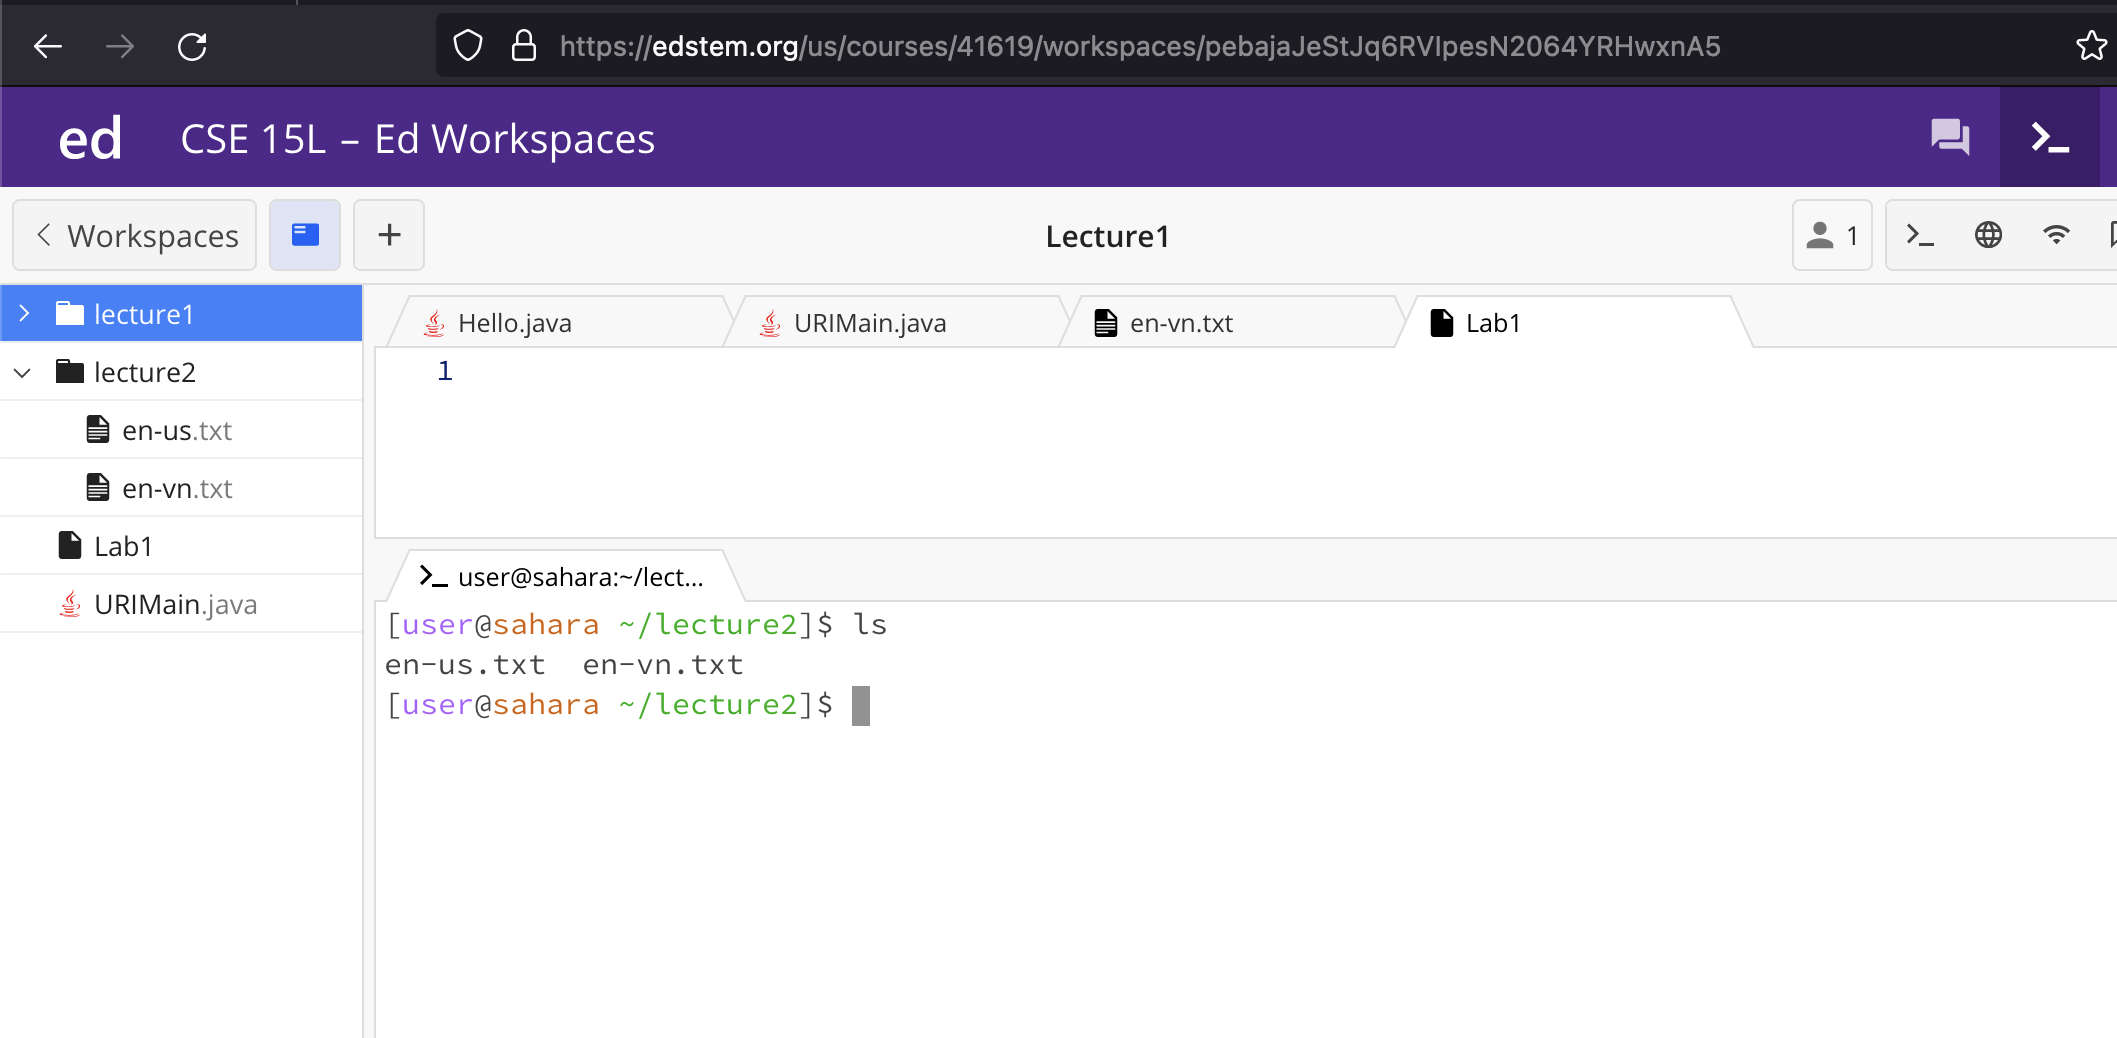 https://edstem.org/us/courses/41619/workspaces/pebajaJeStJq6RVIpesN2064YRHwxnA5
ed CSE 15L – Ed Workspaces
Workspaces
Lecture1
1
lecture1
lecture2
en-us.txt
en-vn.txt
Lab1
URIMain.java
Hello.java
URIMain.java
en-vn.txt
Lab1
1
user@sahara:~/lect...
[user@sahara ~/lecture2]$ ls
en-us.txt en-vn.txt
[user@sahara ~/lecture2]$